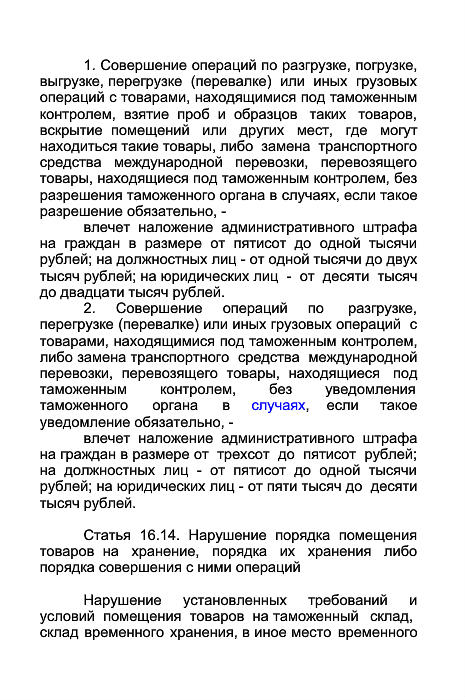 1. Совершение операций по разгрузке, погрузке,
выгрузке, перегрузке (перевалке) или иных грузовых
операций с товарами, находящимися под таможенным
контролем, взятие проб и образцов таких товаров,
вскрытие помещений или других мест, где могут
находиться такие товары, либо замена транспортного
средства международной перевозки, перевозящего
товары, находящиеся под таможенным контролем, без
разрешения таможенного органа в случаях, если такое
разрешение обязательно, -
влечет наложение административного штрафа
на граждан в размере от пятисот до одной тысячи
рублей; на должностных лиц - от одной тысячи до двух
тысяч рублей; на юридических лиц - от десяти тысяч
до двадцати тысяч рублей.
2. Совершение операций по разгрузке,
перегрузке (перевалке) или иных грузовых операций с
товарами, находящимися под таможенным контролем,
либо замена транспортного средства международной
перевозки, перевозящего товары, находящиеся под
таможенным контролем, без уведомления
таможенного органа в случаях, если такое
уведомление обязательно, -
влечет наложение административного штрафа
на граждан в размере от трехсот до пятисот рублей;
на должностных лиц - от пятисот до одной тысячи
рублей; на юридических лиц - от пяти тысяч до десяти
тысяч рублей.
Статья 16.14. Нарушение порядка помещения
товаров на хранение, порядка их хранения либо
порядка совершения с ними операций
Нарушение установленных требований и
условий помещения товаров на таможенный склад,
склад временного хранения, в иное место временного